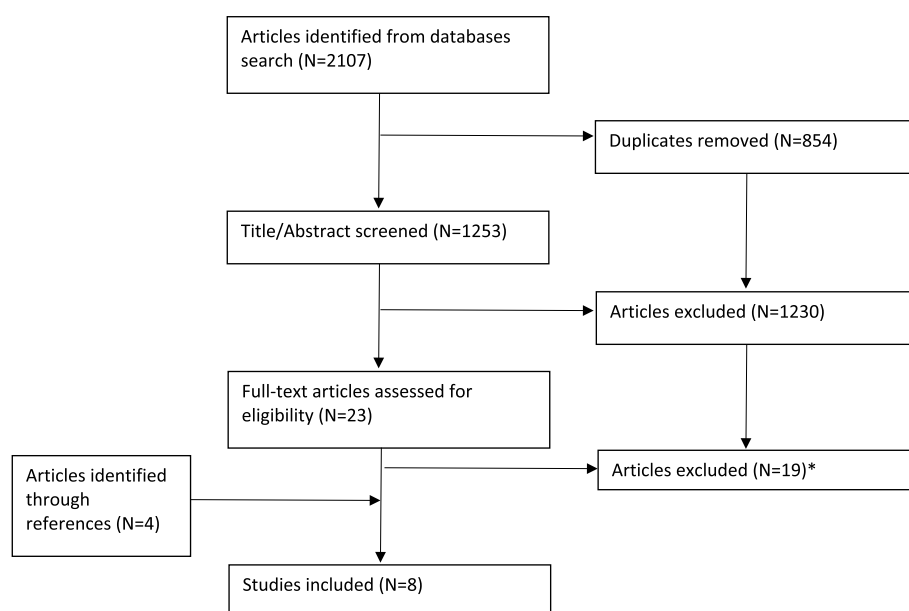 Articles identified from databases
search (N=2107)
Duplicates removed (N=854)
Title/Abstract screened (N=1253)
Articles excluded (N=1230)
Full-text articles assessed for
eligibility (N=23)
Articles excluded (N=19)*
Articles identified
through
references (N=4)
Studies included (N=8)